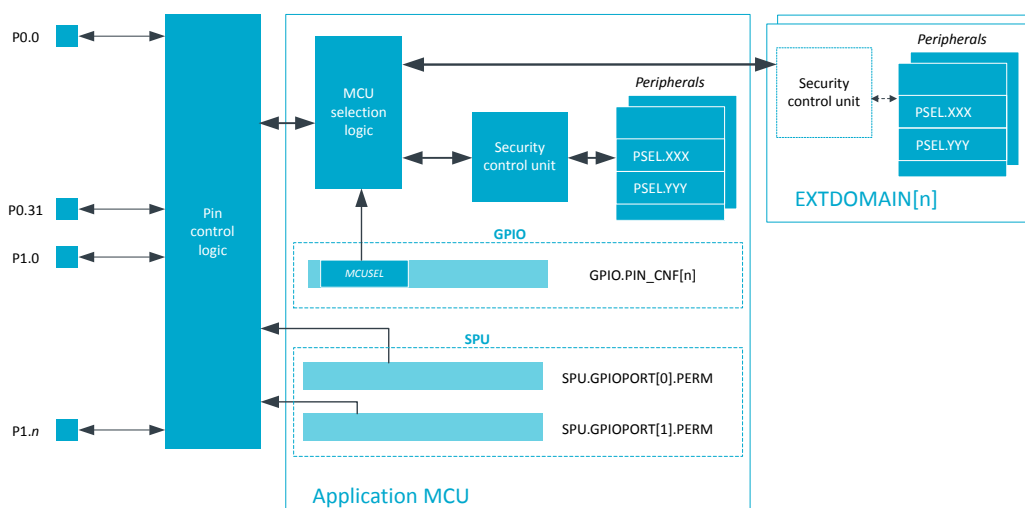 P0.0
P0.31
P1.0
P1.n
Pin
control
logic
MCU
selection
logic
Security
control unit
Peripherals
PSEL.XXX
PSEL.YYY
GPIO
MCUSEL
GPIO.PIN_CNF[n]
SPU
SPU.GPIOPORT[0].PERM
SPU.GPIOPORT[1].PERM
Application MCU
Peripherals
Security
control unit
PSEL.XXX
PSEL.YYY
EXTDOMAIN[n]